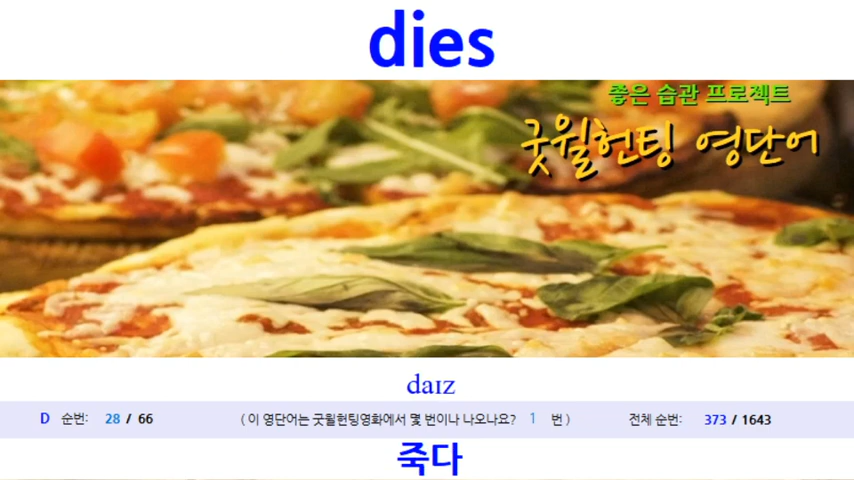 dies
좋은 습관 프로젝트
굿윌헌팅 영단어
daɪz
D 순번: 28 / 66 ( 이 영단어는 굿윌헌팅영화에서 몇 번이나 나오나요? 1 번 ) 전체 순번: 373 / 1643
죽다